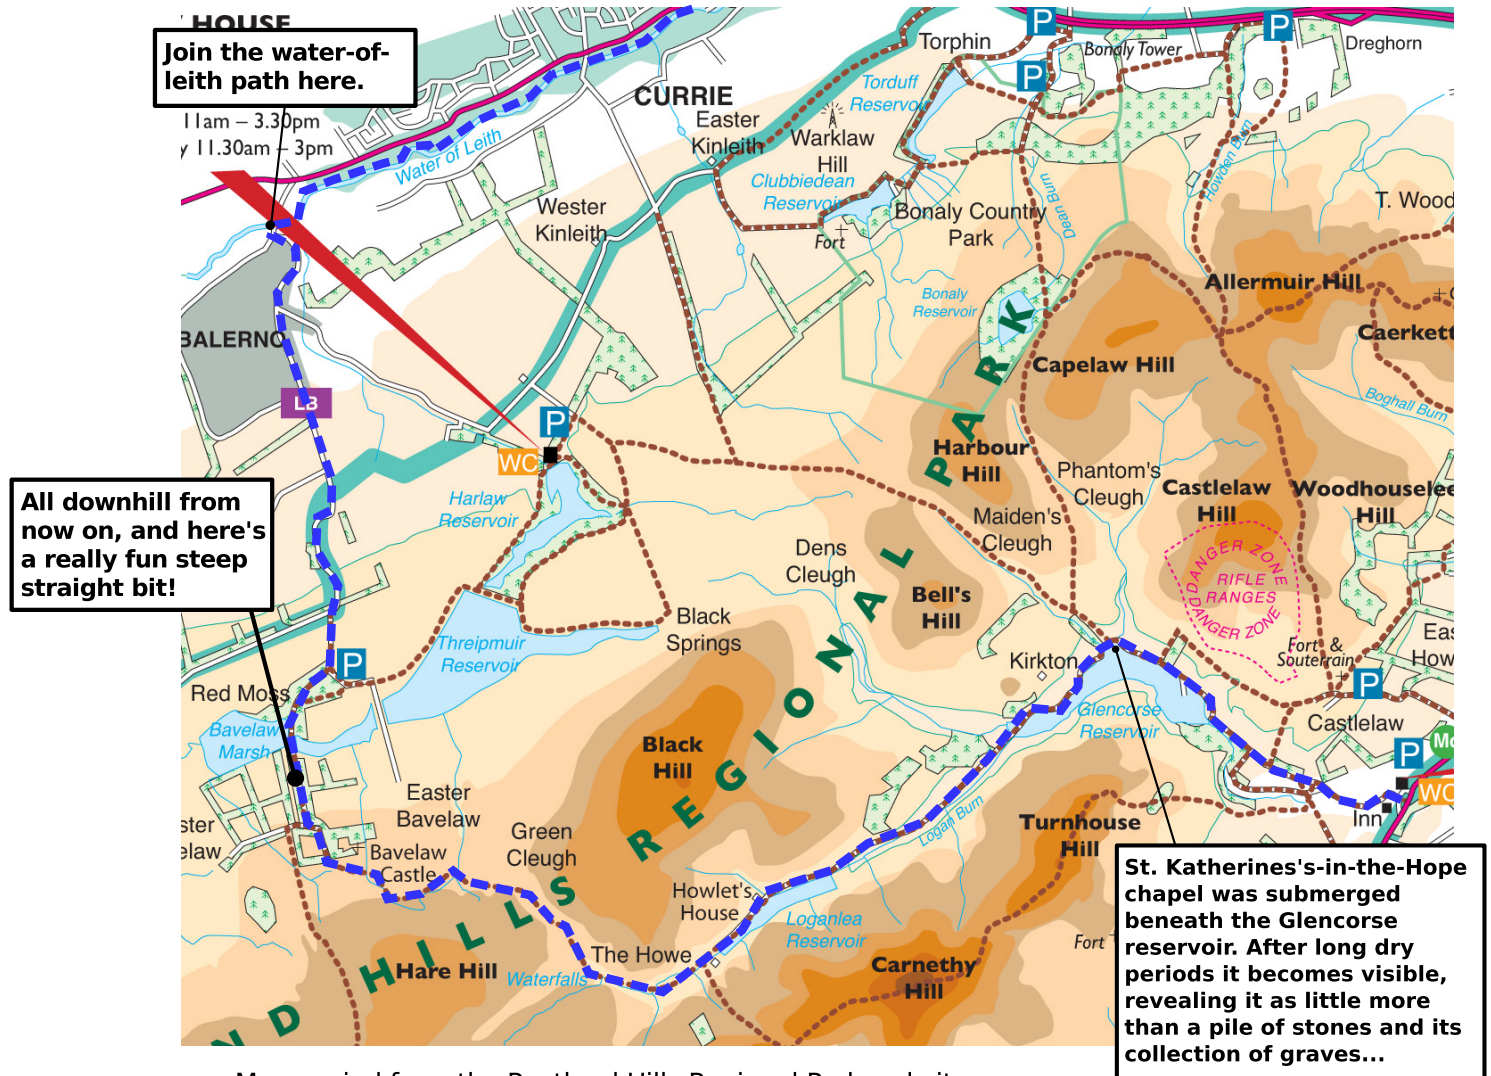 HOUSE
Join the water-of-
leith path here.
11am – 3.30pm
11.30am – 3pm
CURRIE
Water of Leith
Easter
Kinleith
Wester
Kinleith
Torphin
Torduff
Reservoir
Warklaw
Hill
Clubbiedean
Reservoir
Fort
P
P
P
Bonaly Tower
Dreghorn
Howden Burn
Dean Burn
T. Wood
Bonaly Country
Park
Bonaly
Reservoir
Allermuir Hill
Caerkett
Capelaw Hill
Boghall Burn
BALERNO
L3
P
WC
Harlaw
Reservoir
Harbour
Hill
Phantom's
Cleugh
Castlelaw
Hill
Woodhouselee
Hill
Maiden's
Cleugh
DANGER ZONE
RIFLE
RANGES
DANGER ZONE
All downhill from
now on, and here's
a really fun steep
straight bit!
Dens
Cleugh
Bell's
Hill
Black
Springs
Threipmuir
Reservoir
Fort &
Souterrain
Eas
How
Kirkton
P
P
Red Moss
Bavelaw
Marsh
Glencorse
Reservoir
Castlelaw
P
Mc
WC
Inn
Black
Hill
Easter
Bavelaw
ster
elaw
Bavelaw
Castle
Green
Cleugh
Logan Burn
Turnhouse
Hill
Howlet's
House
Loganlea
Reservoir
The Howe
Waterfalls
Hare Hill
Carnethy
Hill
Fort
ND HILLS REGIONAL PARK
St. Katherines's-in-the-Hope
chapel was submerged
beneath the Glencorse
reservoir. After long dry
periods it becomes visible,
revealing it as little more
than a pile of stones and its
collection of graves...